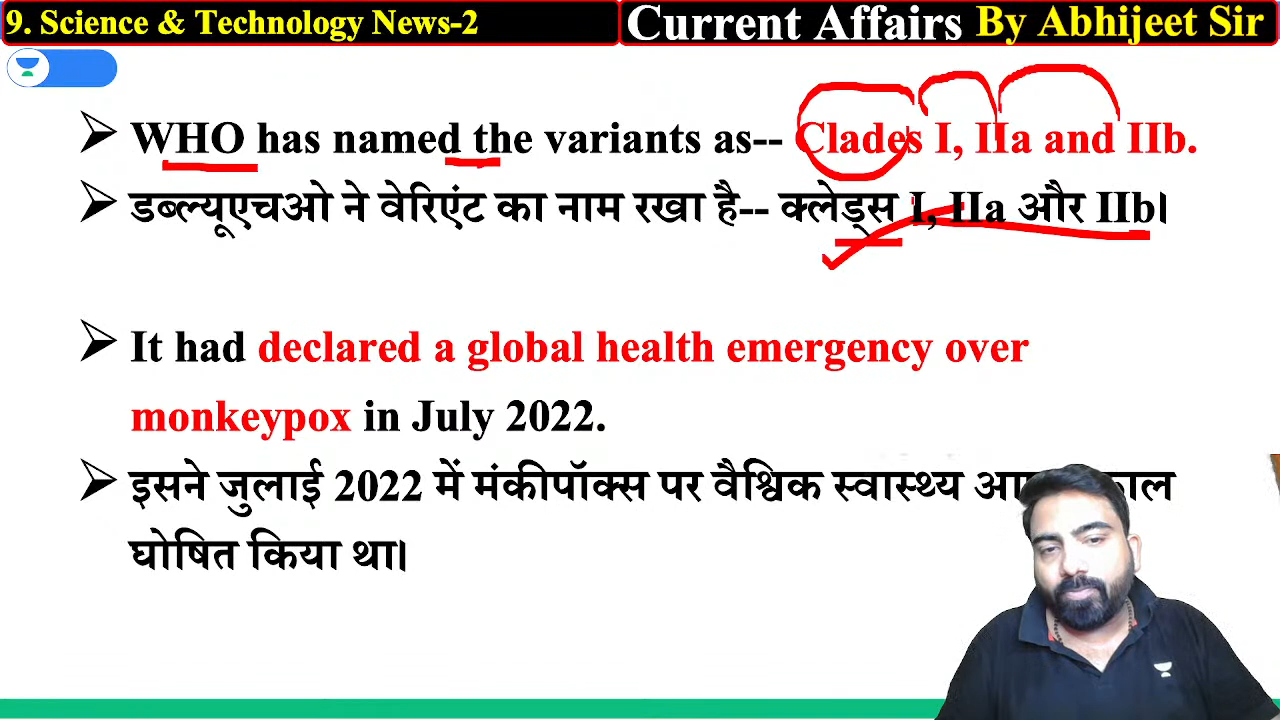 9. Science & Technology News-2
Current Affairs By Abhijeet Sir
➢ WHO has named the variants as-- Clades I, IIa and IIb.
➢ डब्ल्यूएचओ ने वेरिएंट का नाम रखा है-- क्लेड्स I, IIa और IIb।
➢ It had declared a global health emergency over
monkeypox in July 2022.
➢ इसने जुलाई 2022 में मंकीपॉक्स पर वैश्विक स्वास्थ्य
घोषित किया था।